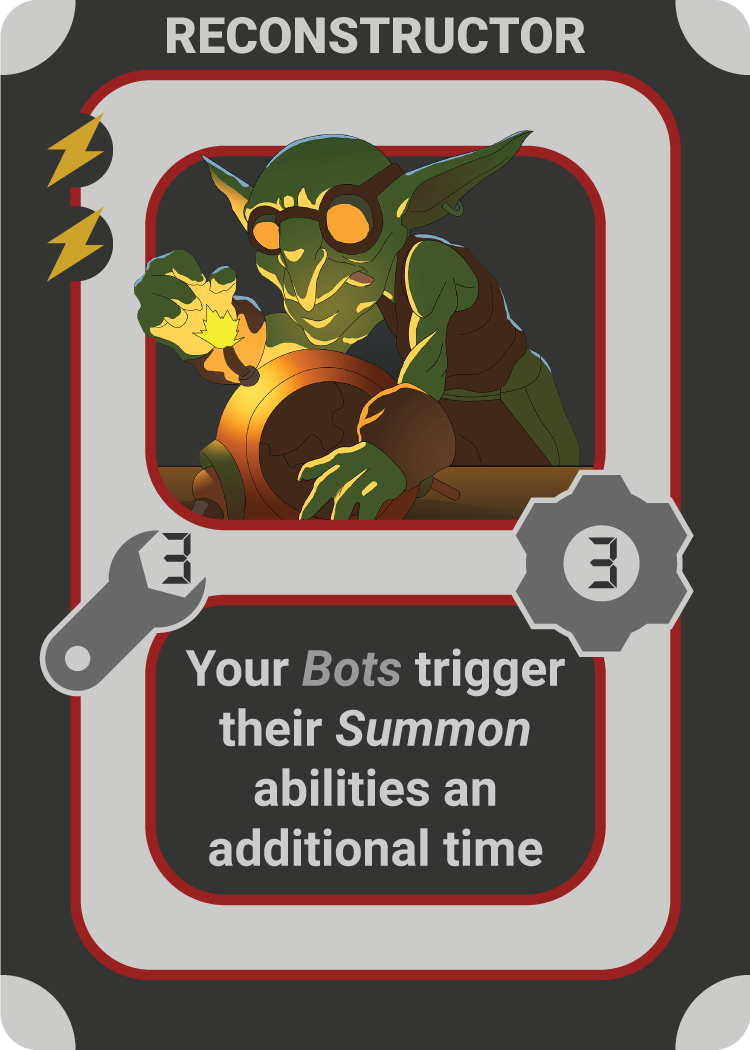 RECONSTRUCTOR
3
3
Your Bots trigger
their Summon
abilities an
additional time